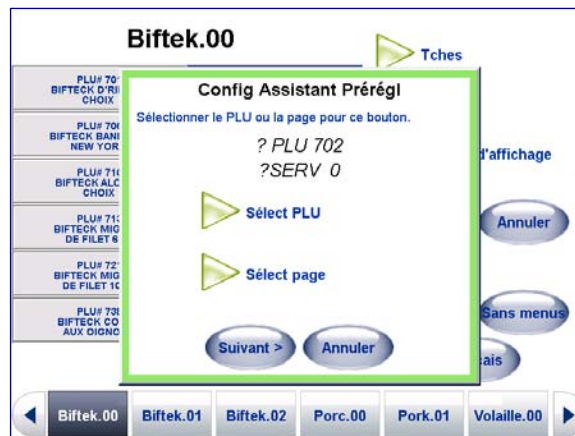 Biftek.00
Tches
PLU# 70
BIFTECK D'RI
CHOIX
PLU# 70
BIFTECK BAN
NEW YOR
PLU# 71
BIFTECK ALO
CHOIX
PLU# 71
BIFTECK MIG
DE FILET 6
PLU# 72
BIFTECK MIG
DE FILET 10
PLU# 73
BIFTECK CO
AUX OIGNO
Config Assistant Prérégl
Sélectionner le PLU ou la page pour ce bouton.
? PLU 702
?SERV 0
Sélect PLU
Sélect page
Suivant >
Annuler
d'affichage
Annuler
Sans menus
ais
Biftek.00
Biftek.01
Biftek.02
Porc.00
Pork.01
Volaille.00